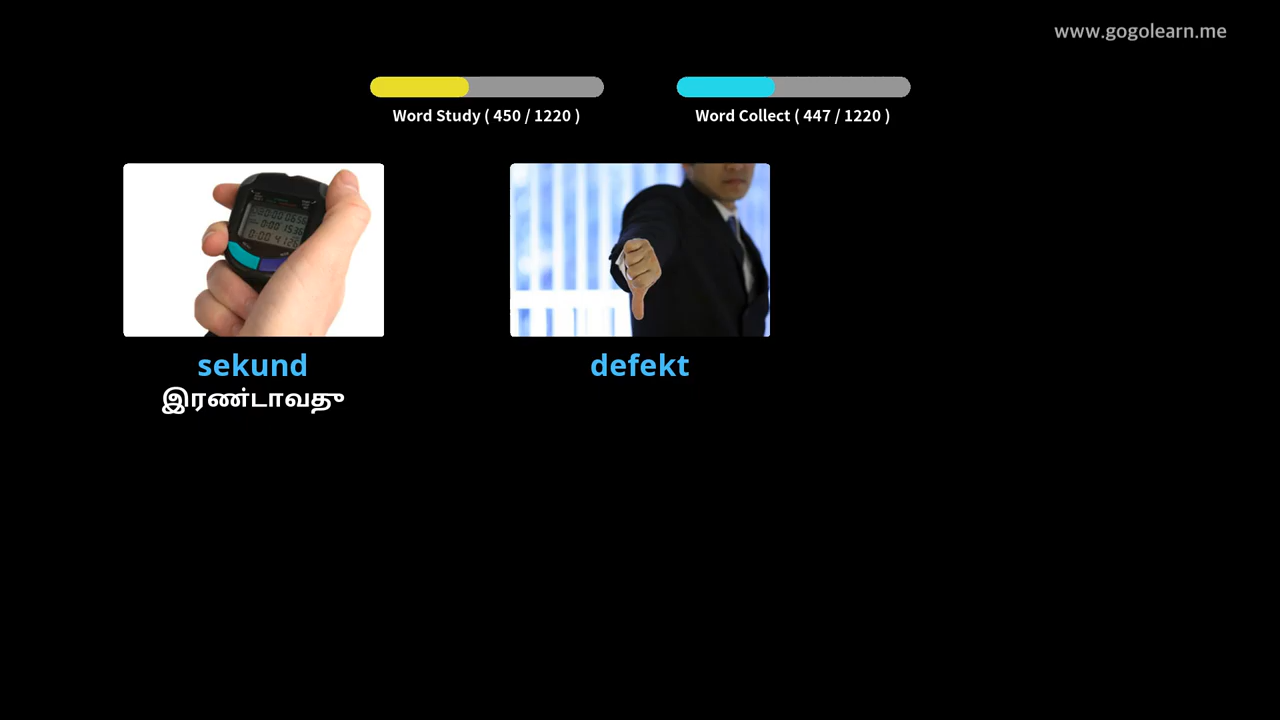 www.gogolearn.me
Word Study ( 450 / 1220 )
Word Collect ( 447 / 1220 )
sekund
இரண்டாவது
defekt